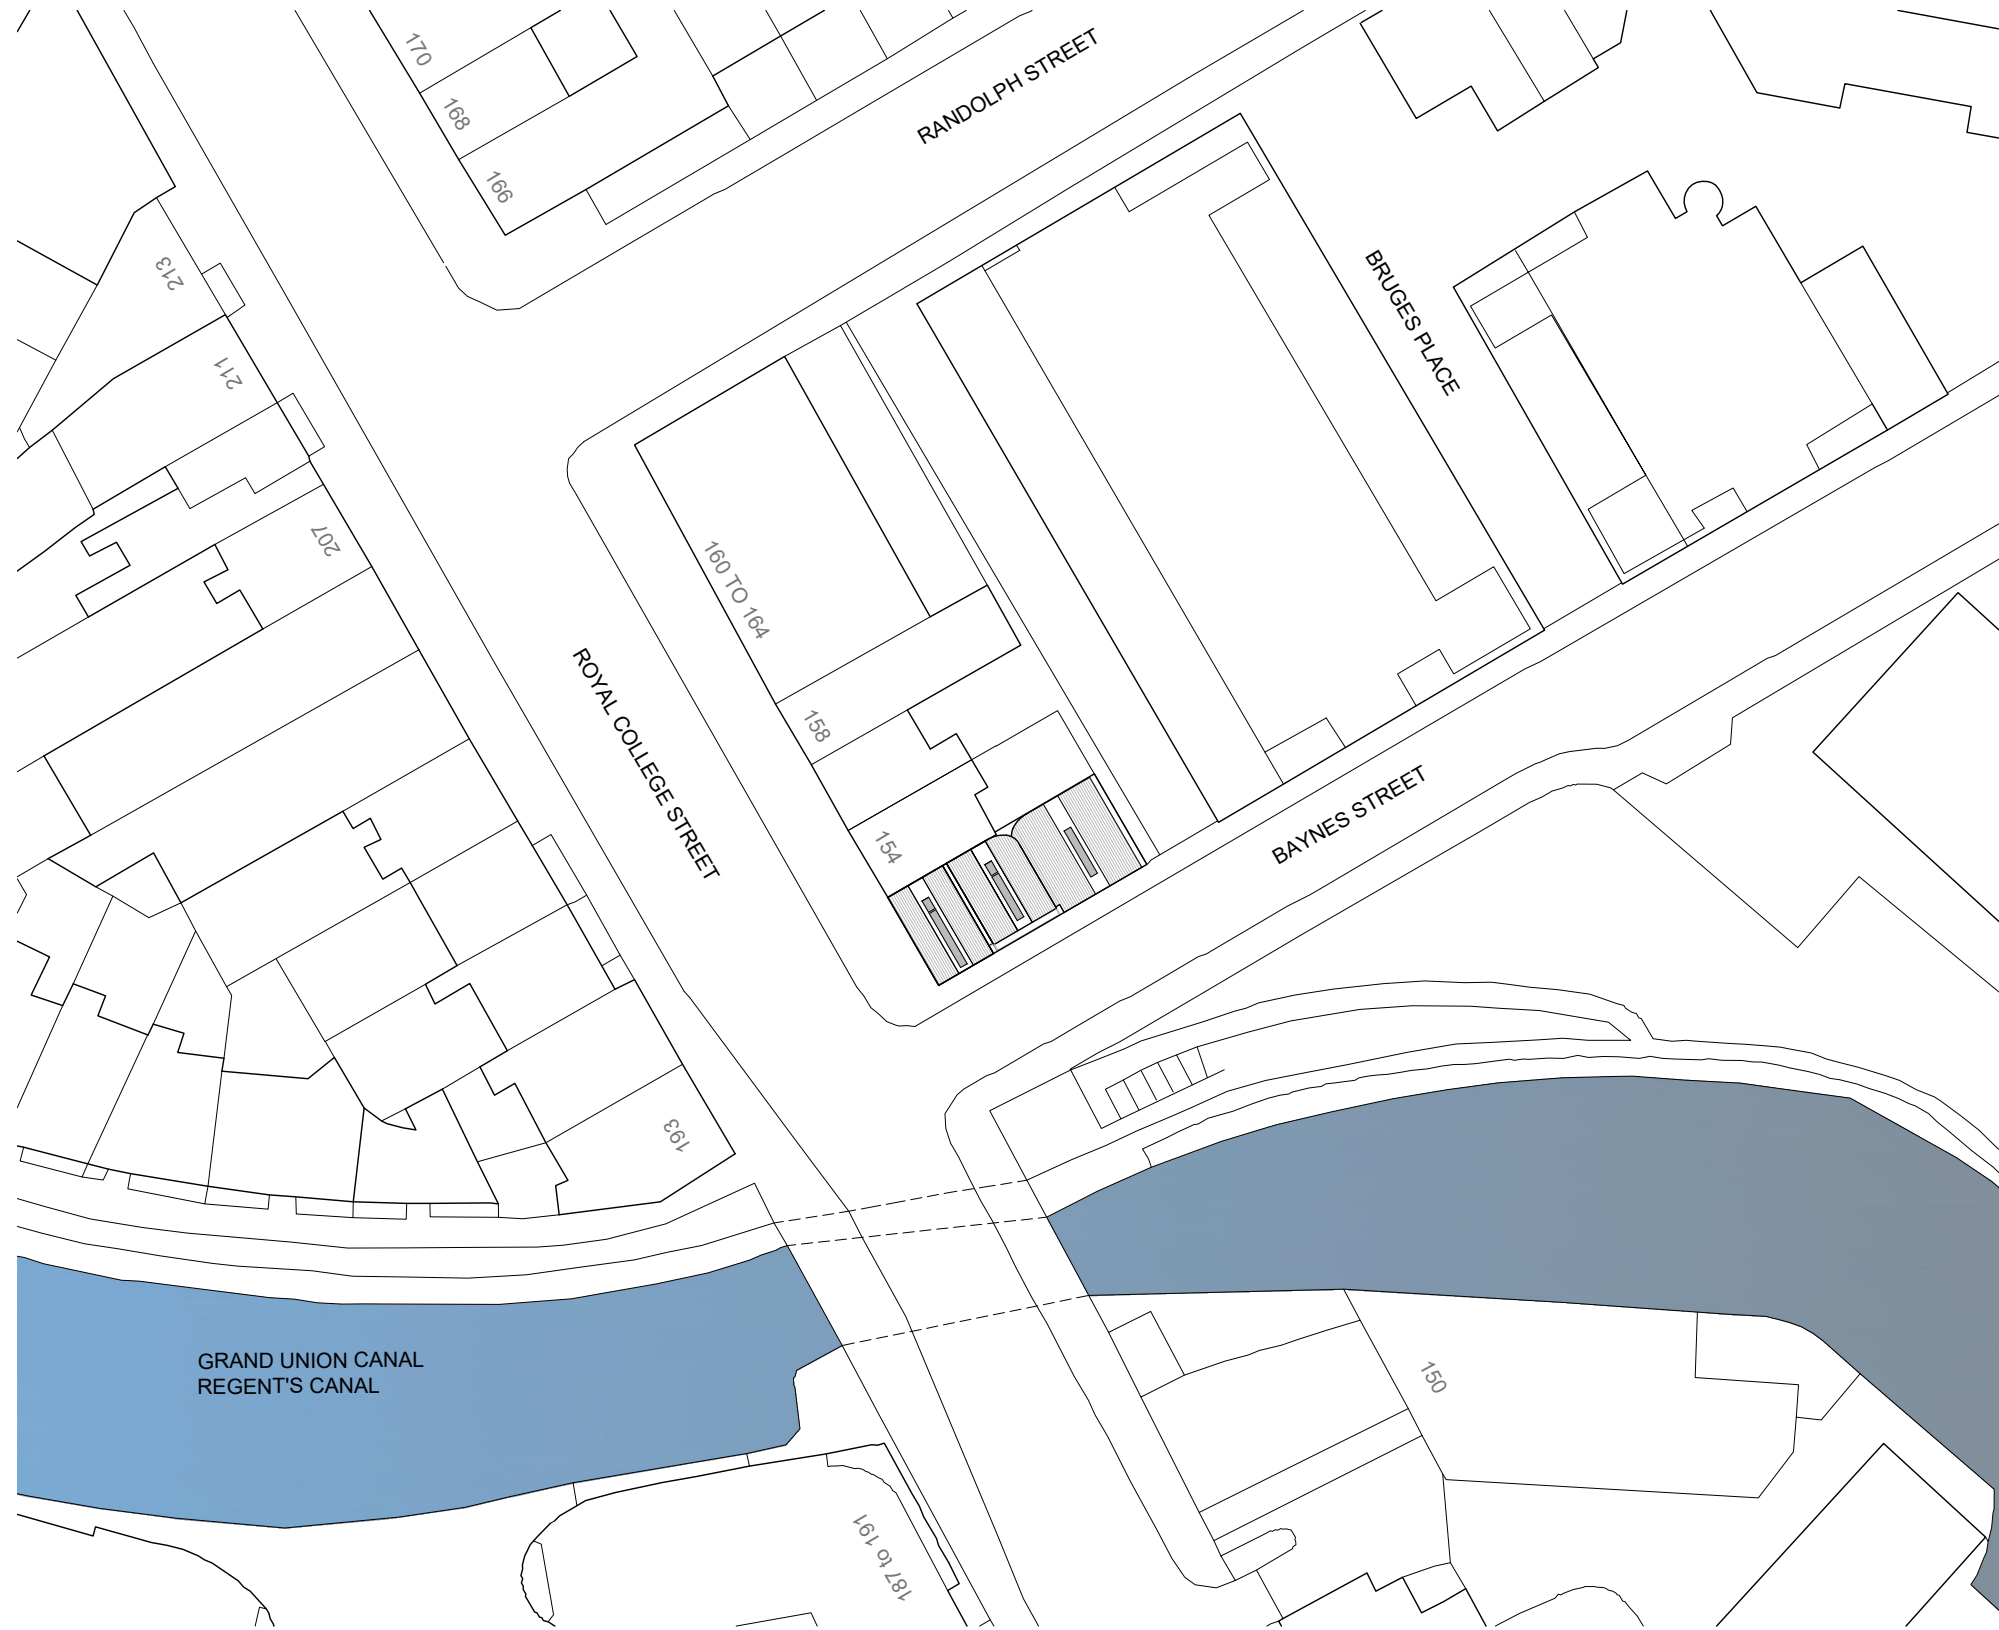 170
168
166
RANDOLPH STREET
213
211
207
BRUGES PLACE
160 TO 164
158
154
ROYAL COLLEGE STREET
BAYNES STREET
193
GRAND UNION CANAL
REGENT'S CANAL
150
187 to 191